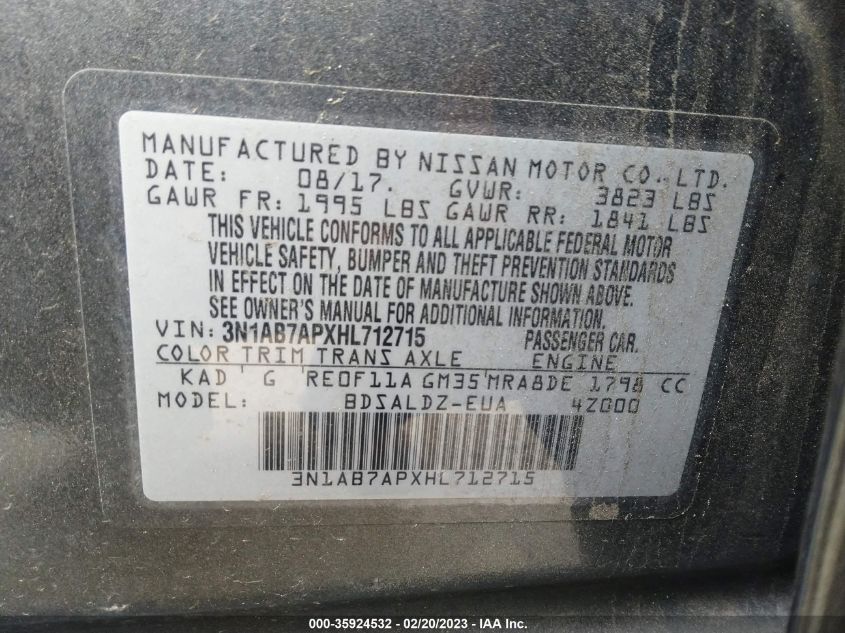 MANUFACTURED BY NISSAN MOTOR CO., LTD.
DATE: 08/17. GVWR: 3823 LBS
GAWR FR: 1995 LBS GAWR RR: 1841 LBS
THIS VEHICLE CONFORMS TO ALL APPLICABLE FEDERAL MOTOR
VEHICLE SAFETY, BUMPER AND THEFT PREVENTION STANDARDS
IN EFFECT ON THE DATE OF MANUFACTURE SHOWN ABOVE.
SEE OWNER'S MANUAL FOR ADDITIONAL INFORMATION.
VIN: 3N1AB7APXHL712715 PASSENGER CAR.
COLOR TRIM TRANS AXLE ENGINE
KAD G RE0F11A GM35 MRA8DE 1798 CC
MODEL: BDSALDZ-EUA 4Z000
3N1AB7APXHL712715
000-35924532 - 02/20/2023 - IAA Inc.